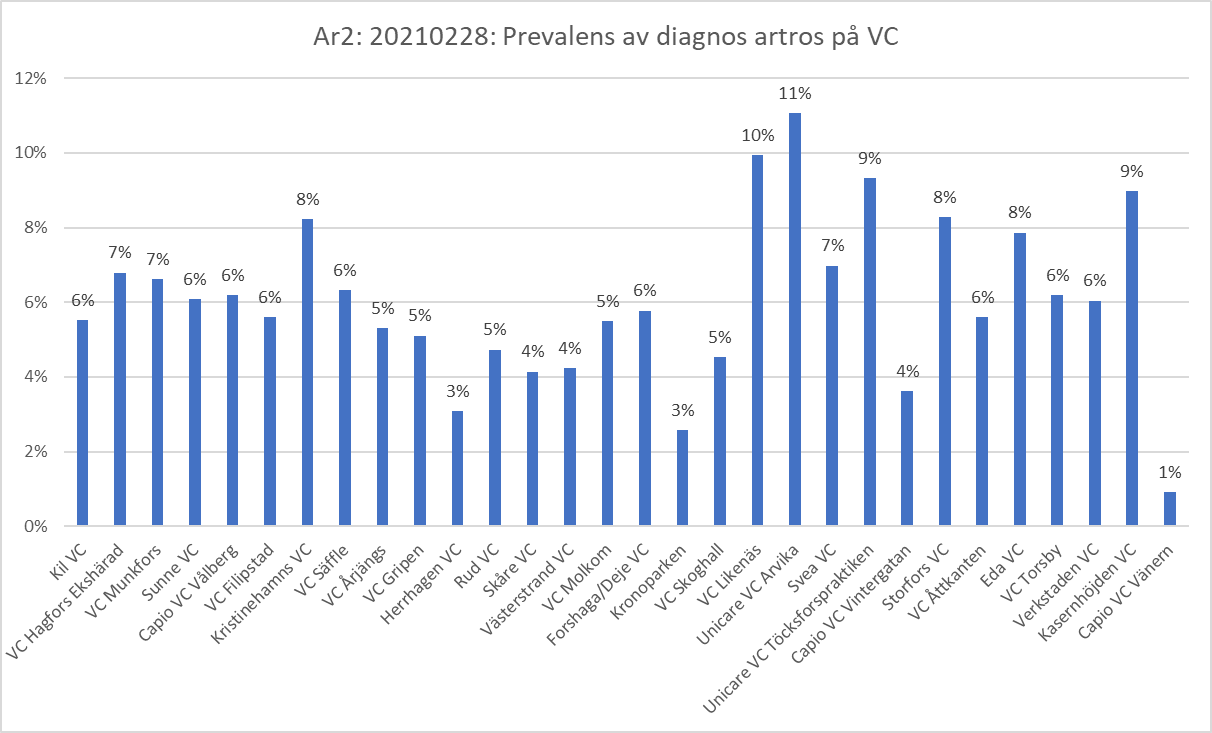 Ar2: 20210228: Prevalens av diagnos artros på VC
12%
10%
8%
6%
4%
2%
0%
6%
7%
7%
6%
6%
6%
8%
6%
5%
5%
3%
5%
4%
4%
5%
6%
3%
5%
10%
11%
7%
9%
4%
8%
6%
8%
6%
6%
9%
1%
Kil VC
VC Hagfors Ekshärad
VC Munkfors
Sunne VC
Capio VC Vålberg
VC Filipstad
Kristinehamns VC
VC Säffle
VC Årjängs
VC Gripen
Herrhagen VC
Rud VC
Skåre VC
Västerstrand VC
VC Molkom
Forshaga/Deje VC
Kronoparken
VC Skoghall
VC Likenäs
Unicare VC Arvika
Svea VC
Unicare VC Töcksforspraktiken
Capio VC Vintergatan
Storfors VC
VC Åttkanten
Eda VC
VC Torsby
Verkstaden VC
Kasernhöjden VC
Capio VC Vänern